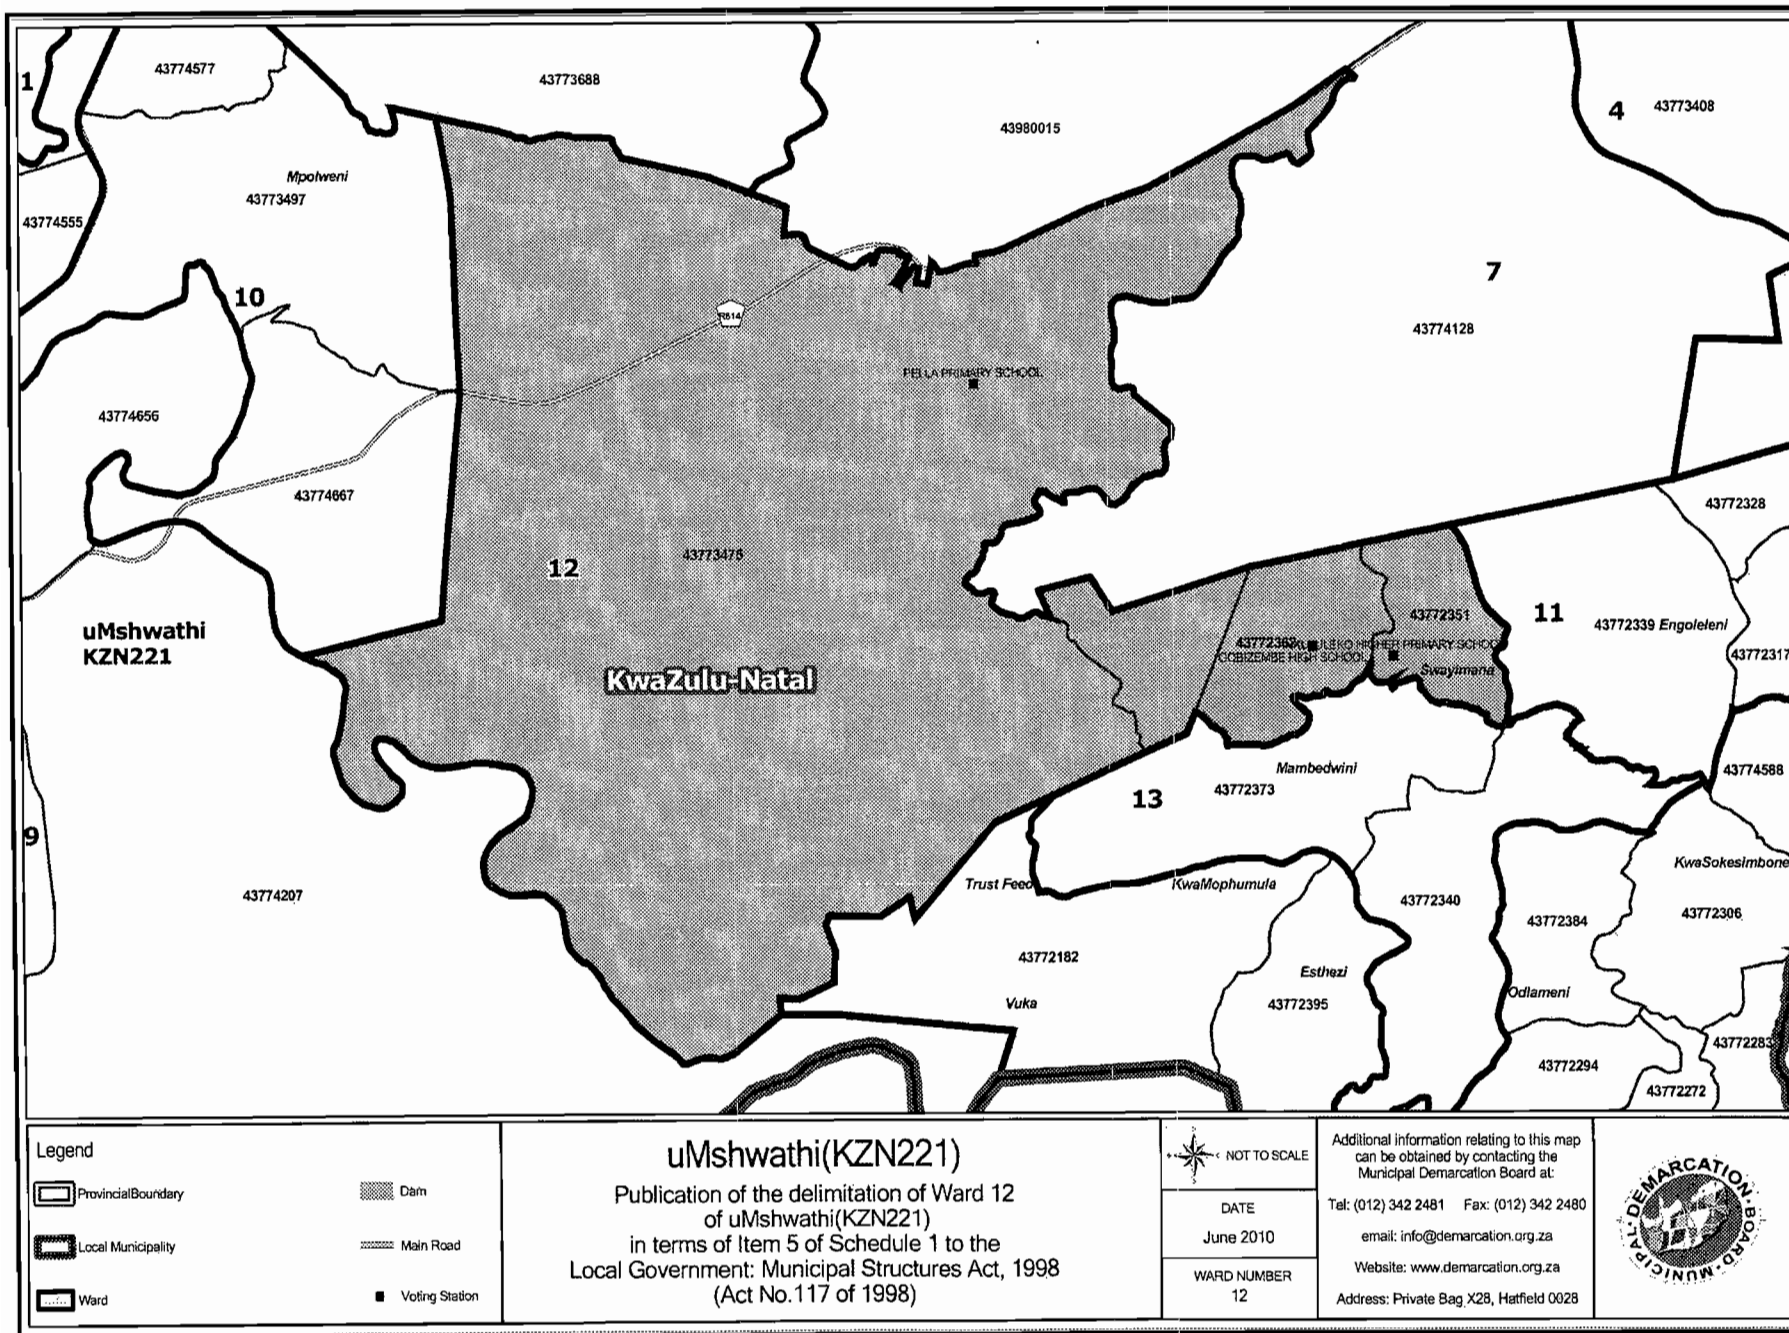 1
43774577
43773688
43980015
4
43773408
Mpolweni
43773497
43774555
10
7
R614
43774128
PELLA PRIMARY SCHOOL
43774656
43774667
43772328
12
43773475
11
43772351
43772339 Engoleleni
uMshwathi
KZN221
HIGHER PRIMARY SCHOOL
HIGH SCHOOL
43772317
Swayimana
KwaZulu-Natal
Mambedwini
43774588
43772373
13
9
KwaSokesimbone
Trust Feed
KwaMophumula
43774207
43772340
43772384
43772306
43772182
Esthezi
43772395
Vuka
Odlameni
43772283
43772294
43772272
Legend
ProvincialBoundary
Dam
Local Municipality
Main Road
Ward
Voting Station
uMshwathi(KZN221)
Publication of the delimitation of Ward 12
of uMshwathi(KZN221)
in terms of Item 5 of Schedule 1 to the
Local Government: Municipal Structures Act, 1998
(Act No.117 of 1998)
NOT TO SCALE
DATE
June 2010
WARD NUMBER
12
Additional information relating to this map
can be obtained by contacting the
Municipal Demarcation Board at:
Tel: (012) 342 2481 Fax: (012) 342 2480
email: info@demarcation.org.za
Website: www.demarcation.org.za
Address: Private Bag X28, Hatfield 0028
MUNICIPAL DEMARCATION BOARD